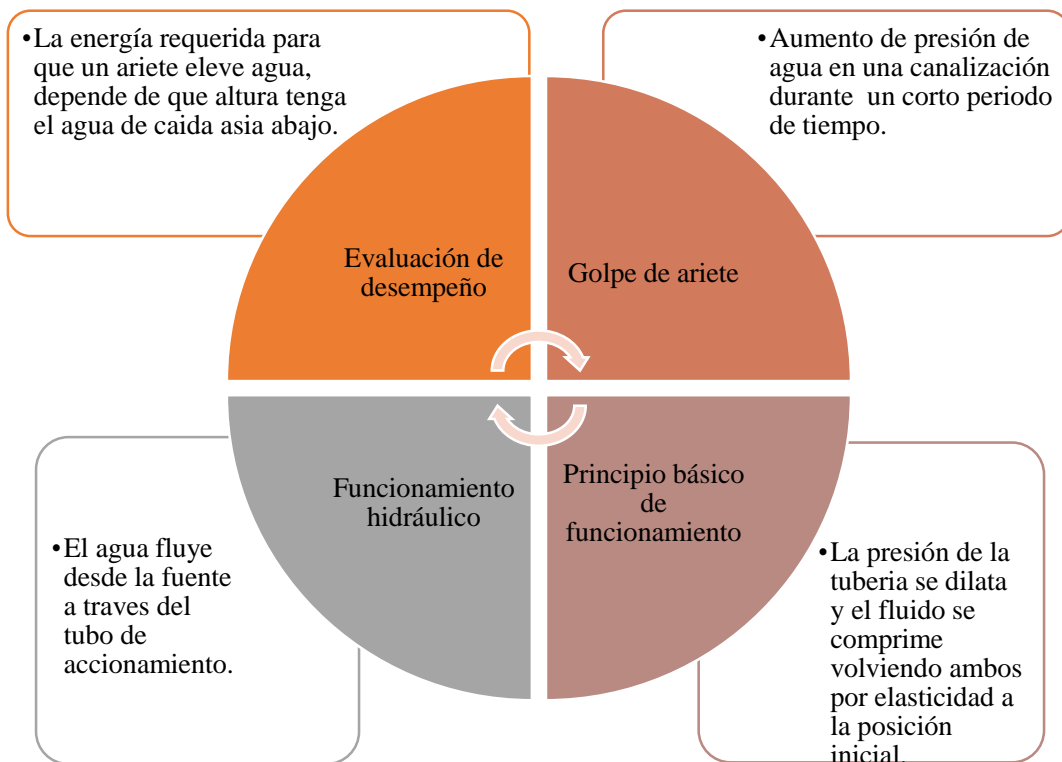 •La energía requerida para
que un ariete eleve agua,
depende de que altura tenga
el agua de caida asia abajo.
•Aumento de presión de
agua en una canalización
durante un corto periodo
de tiempo.
Evaluación de
desempeño
Golpe de ariete
Funcionamiento
hidráulico
Principio básico
de
funcionamiento
•El agua fluye
desde la fuente
a traves del
tubo de
accionamiento.
•La presión de la
tuberia se dilata
y el fluido se
comprime
volviendo ambos
por elasticidad a
la posición
inicial.